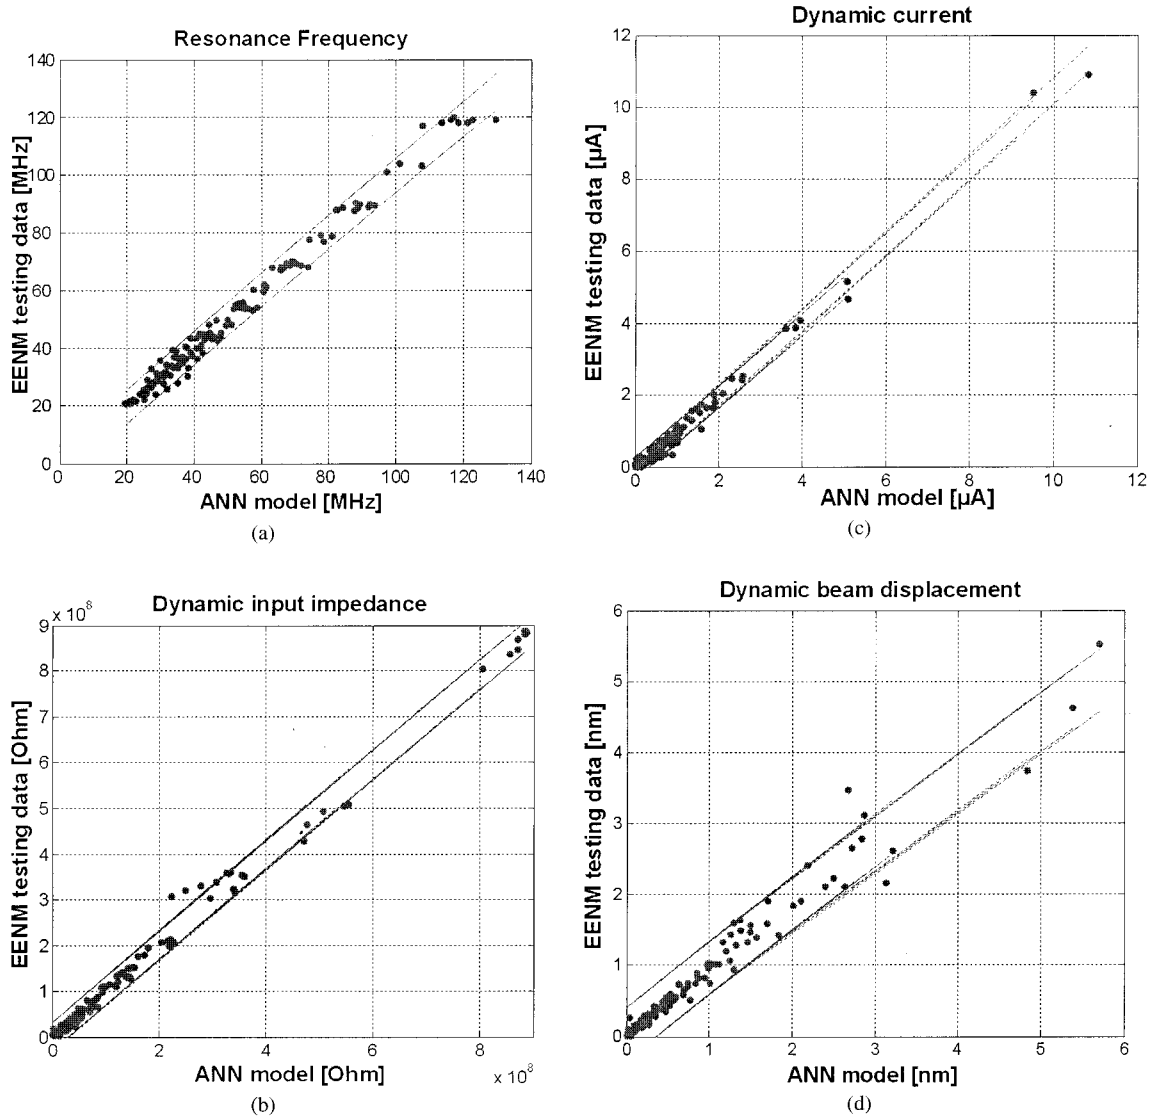 (a)
Resonance Frequency
EENM testing data [MHz]
140
120
100
80
60
40
20
0
0 20 40 60 80 100 120 140
ANN model [MHz]
(a)
(c)
Dynamic current
EENM testing data [µA]
12
10
8
6
4
2
0
0 2 4 6 8 10 12
ANN model [µA]
(c)
Dynamic input impedance
x 10^8
EENM testing data [Ohm]
9
8
7
6
5
4
3
2
1
0
0 2 4 6 8
ANN model [Ohm]
x 10^8
(b)
Dynamic beam displacement
EENM testing data [nm]
6
5
4
3
2
1
0
0 1 2 3 4 5 6
ANN model [nm]
(d)